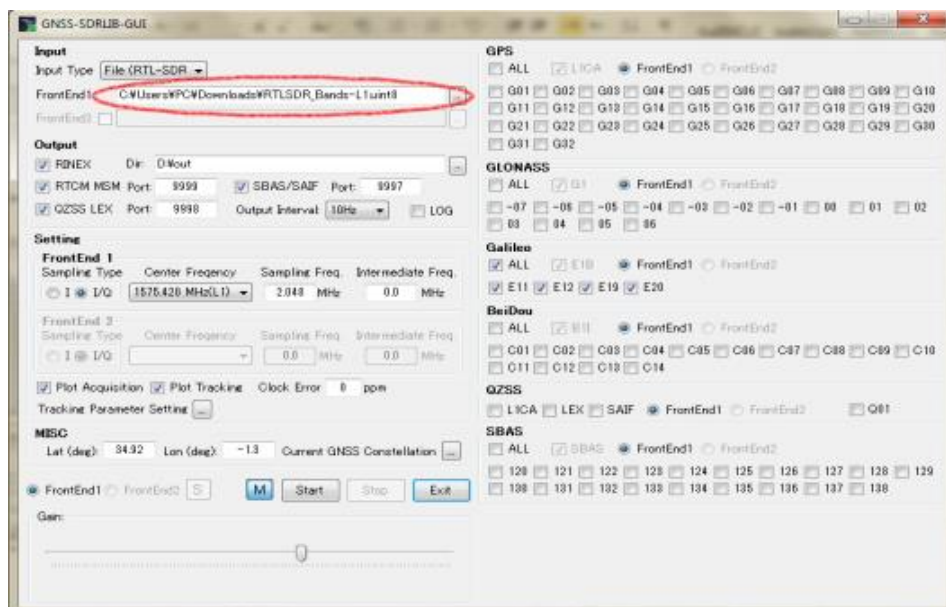 GNSS-SDRLIB-GUI
Input
Input Type File (RTL-SDR
FrontEnd1 C:¥Users¥PC¥Downloads¥RTLSDR_Bands-L1uint8 ...
FrontEnd2
Output
RINEX Dir: D:¥out ...
RTCM MSM Port: 9999 SBAS/SAIF Port: 9997
QZSS LEX Port: 9998 Output Interval: 10Hz LOG
Setting
FrontEnd 1
Sampling Type Center Freqency Sampling Freq. Intermediate Freq.
I I/Q 1575.420 MHz(L1) 2.048 MHz 0.0 MHz
FrontEnd 2
Sampling Type Center Freqency Sampling Freq. Intermediate Freq.
I I/Q 0.0 MHz 0.0 MHz
Plot Acquisition Plot Tracking Clock Error 0 ppm
Tracking Parameter Setting ...
MISC
Lat (deg): 34.92 Lon (deg): -1.3 Current GNSS Constellation ...
FrontEnd1 FrontEnd2 S M Start Stop Exit
Gain:
GPS
ALL L1CA FrontEnd1 FrontEnd2
G01 G02 G03 G04 G05 G06 G07 G08 G09 G10
G11 G12 G13 G14 G15 G16 G17 G18 G19 G20
G21 G22 G23 G24 G25 G26 G27 G28 G29 G30
G31 G32
GLONASS
ALL G1 FrontEnd1 FrontEnd2
-07 -06 -05 -04 -03 -02 -01 00 01 02
03 04 05 06
Galileo
ALL E1B FrontEnd1 FrontEnd2
E11 E12 E19 E20
BeiDou
ALL B1I FrontEnd1 FrontEnd2
C01 C02 C03 C04 C05 C06 C07 C08 C09 C10
C11 C12 C13 C14
QZSS
L1CA LEX SAIF FrontEnd1 FrontEnd2 Q01
SBAS
ALL SBAS FrontEnd1 FrontEnd2
120 121 122 123 124 125 126 127 128 129
130 131 132 133 134 135 136 137 138